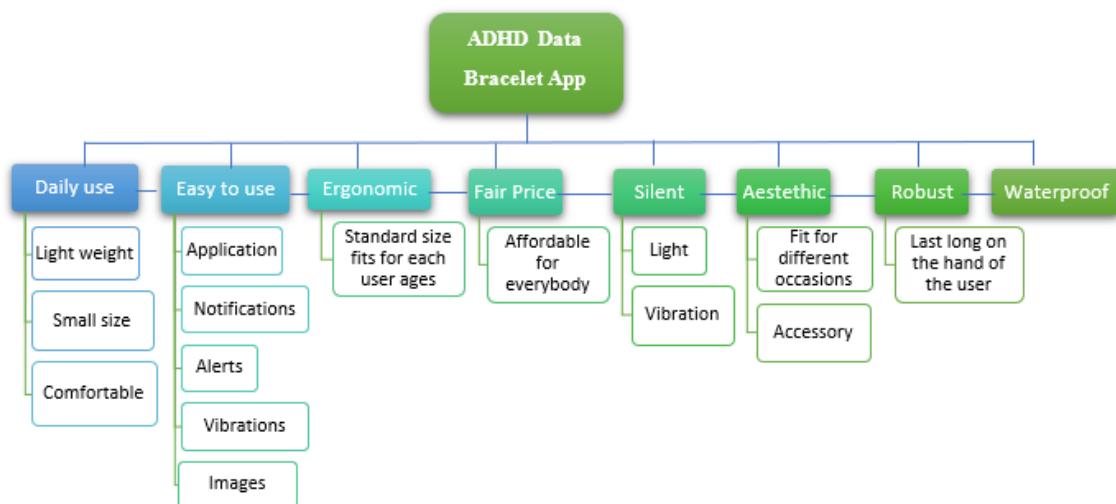 ADHD Data
Bracelet App
Daily use
Easy to use
Ergonomic
Fair Price
Silent
Aestethic
Robust
Waterproof
Light weight
Small size
Comfortable
Application
Notifications
Alerts
Vibrations
Images
Standard size
fits for each
user ages
Affordable
for
everybody
Light
Vibration
Fit for
different
occasions
Accessory
Last long on
the hand of
the user